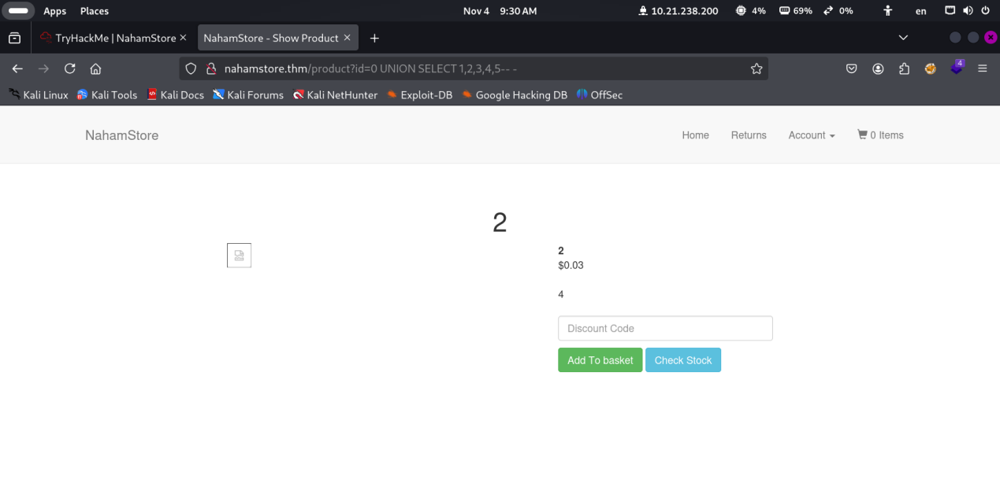 Apps Places Nov 4 9:30 AM 10.21.238.200 4% 69% 0% en
TryHackMe | NahamStore × NahamStore - Show Product × +
nahamstore.thm/product?id=0 UNION SELECT 1,2,3,4,5-- - 4
Kali Linux Kali Tools Kali Docs Kali Forums Kali NetHunter Exploit-DB Google Hacking DB OffSec
NahamStore Home Returns Account 0 Items
2
2
$0.03
4
Discount Code
Add To basket Check Stock